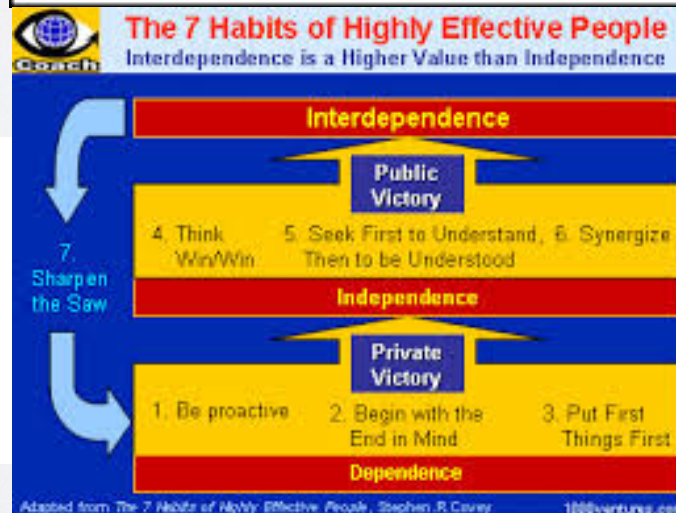 The 7 Habits of Highly Effective People
Coach
Interdependence is a Higher Value than Independence
Interdependence
Public
Victory
4. Think
Win/Win
5. Seek First to Understand,
Then to be Understood
6. Synergize
7.
Sharpen
the Saw
Independence
Private
Victory
1. Be proactive
2. Begin with the
End in Mind
3. Put First
Things First
Dependence
Adapted from The 7 Habits of Highly Effective People, Stephen R.Covey
1000ventures.com